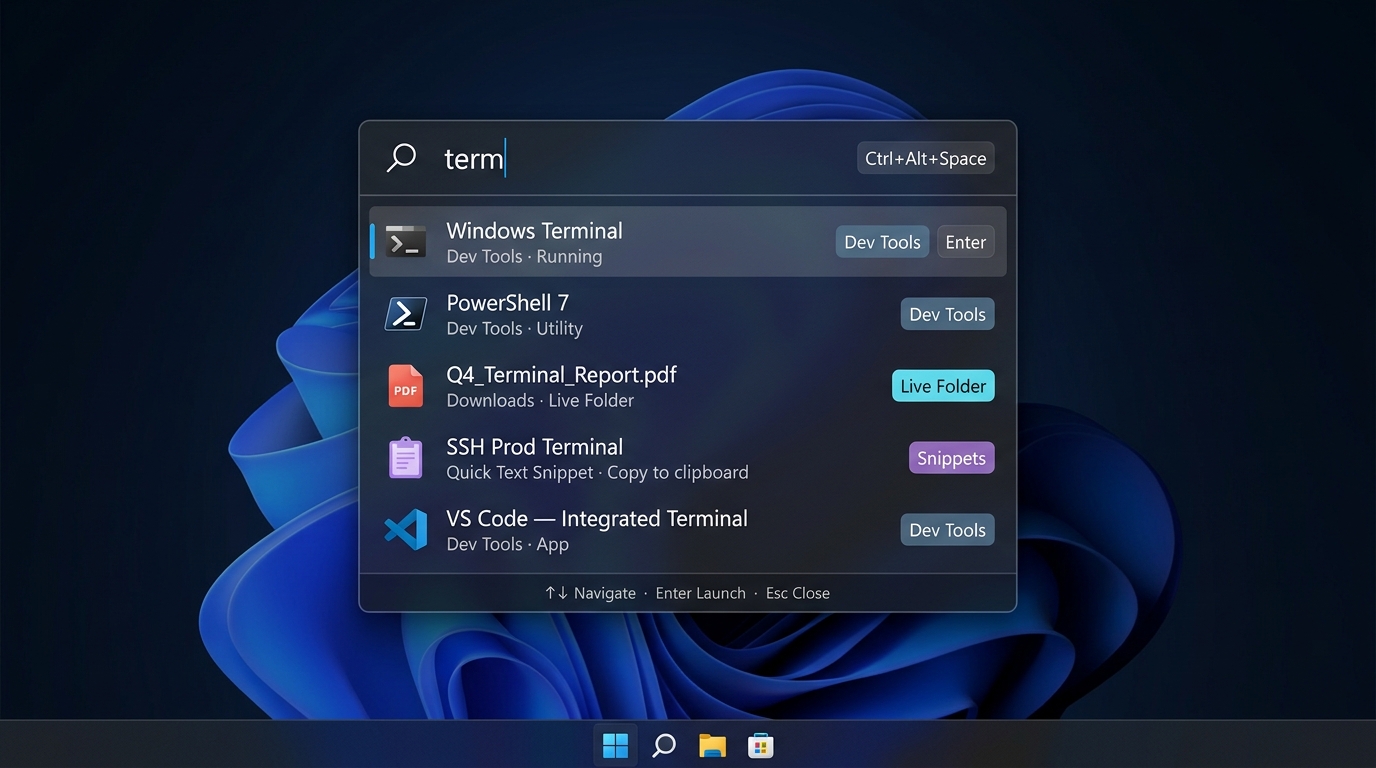 term
Ctrl+Alt+Space
Windows Terminal
Dev Tools · Running
Dev Tools
Enter
PowerShell 7
Dev Tools · Utility
Dev Tools
PDF
Q4_Terminal_Report.pdf
Downloads · Live Folder
Live Folder
SSH Prod Terminal
Quick Text Snippet · Copy to clipboard
Snippets
VS Code — Integrated Terminal
Dev Tools · App
Dev Tools
↑↓ Navigate · Enter Launch · Esc Close